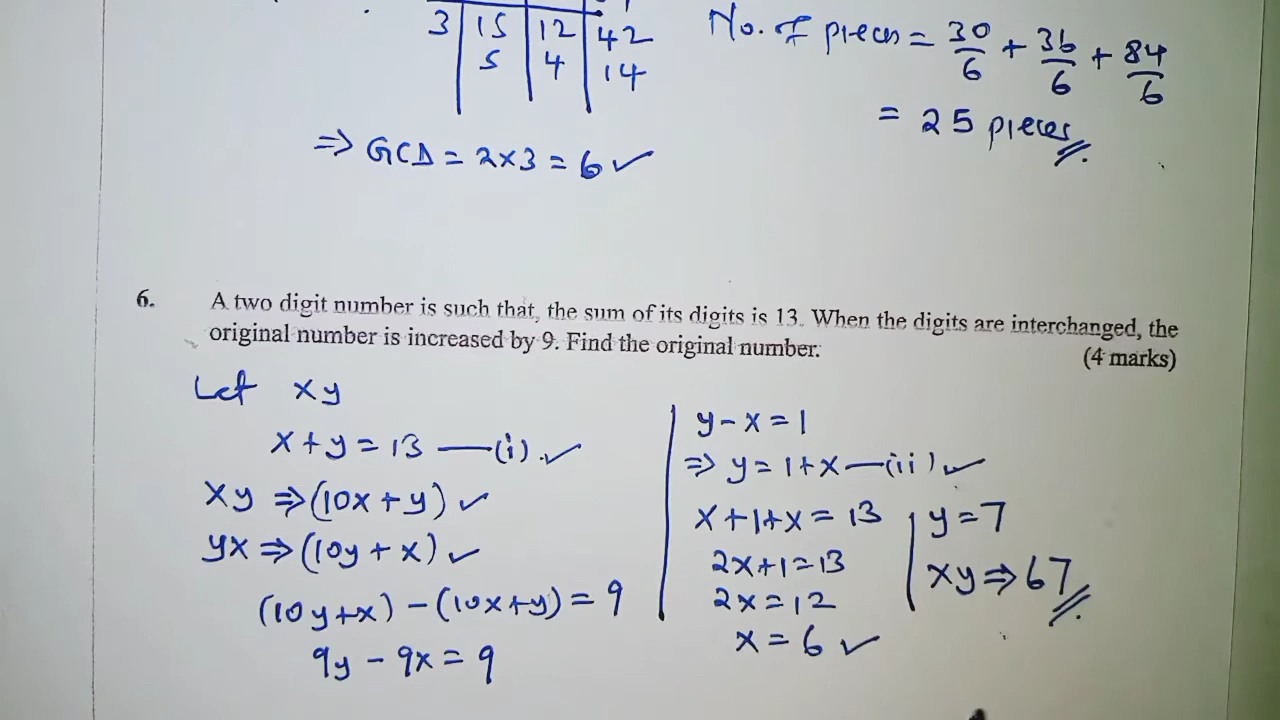 3 | 15 | 12 | 42
5 | 4 | 14
⇒ GCD = 2×3 = 6 ✓
No. of pieces = 30/6 + 36/6 + 84/6
= 25 pieces
6. A two digit number is such that, the sum of its digits is 13. When the digits are interchanged, the
original number is increased by 9. Find the original number. (4 marks)
Let xy
x + y = 13 —(i). ✓
xy ⇒ (10x + y) ✓
yx ⇒ (10y + x) ✓
(10y+x) – (10x+y) = 9
9y – 9x = 9
y – x = 1
⇒ y = 1+x —(ii) ✓
x + 1 + x = 13
2x+1 = 13
2x = 12
x = 6 ✓
y = 7
xy ⇒ 67